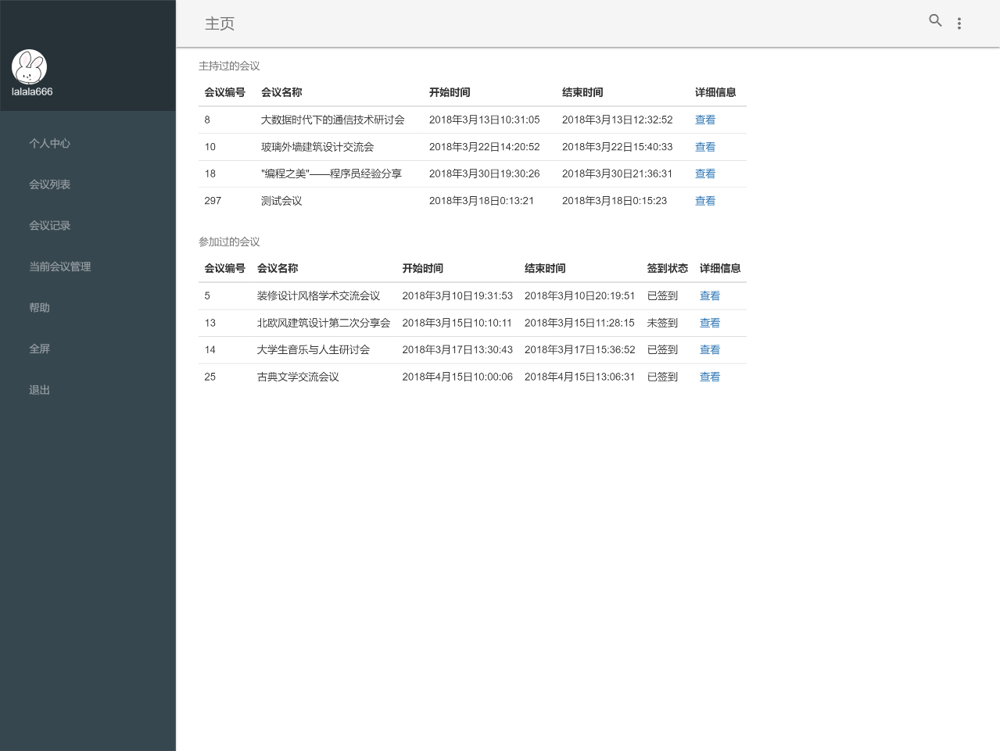 主页
lalala666
个人中心
会议列表
会议记录
当前会议管理
帮助
全屏
退出
主持过的会议
会议编号 会议名称 开始时间 结束时间 详细信息
8 大数据时代下的通信技术研讨会 2018年3月13日10:31:05 2018年3月13日12:32:52 查看
10 玻璃外墙建筑设计交流会 2018年3月22日14:20:52 2018年3月22日15:40:33 查看
18 "编程之美"——程序员经验分享 2018年3月30日19:30:26 2018年3月30日21:36:31 查看
297 测试会议 2018年3月18日0:13:21 2018年3月18日0:15:23 查看
参加过的会议
会议编号 会议名称 开始时间 结束时间 签到状态 详细信息
5 装修设计风格学术交流会议 2018年3月10日19:31:53 2018年3月10日20:19:51 已签到 查看
13 北欧风建筑设计第二次分享会 2018年3月15日10:10:11 2018年3月15日11:28:15 未签到 查看
14 大学生音乐与人生研讨会 2018年3月17日13:30:43 2018年3月17日15:36:52 已签到 查看
25 古典文学交流会议 2018年4月15日10:00:06 2018年4月15日13:06:31 已签到 查看